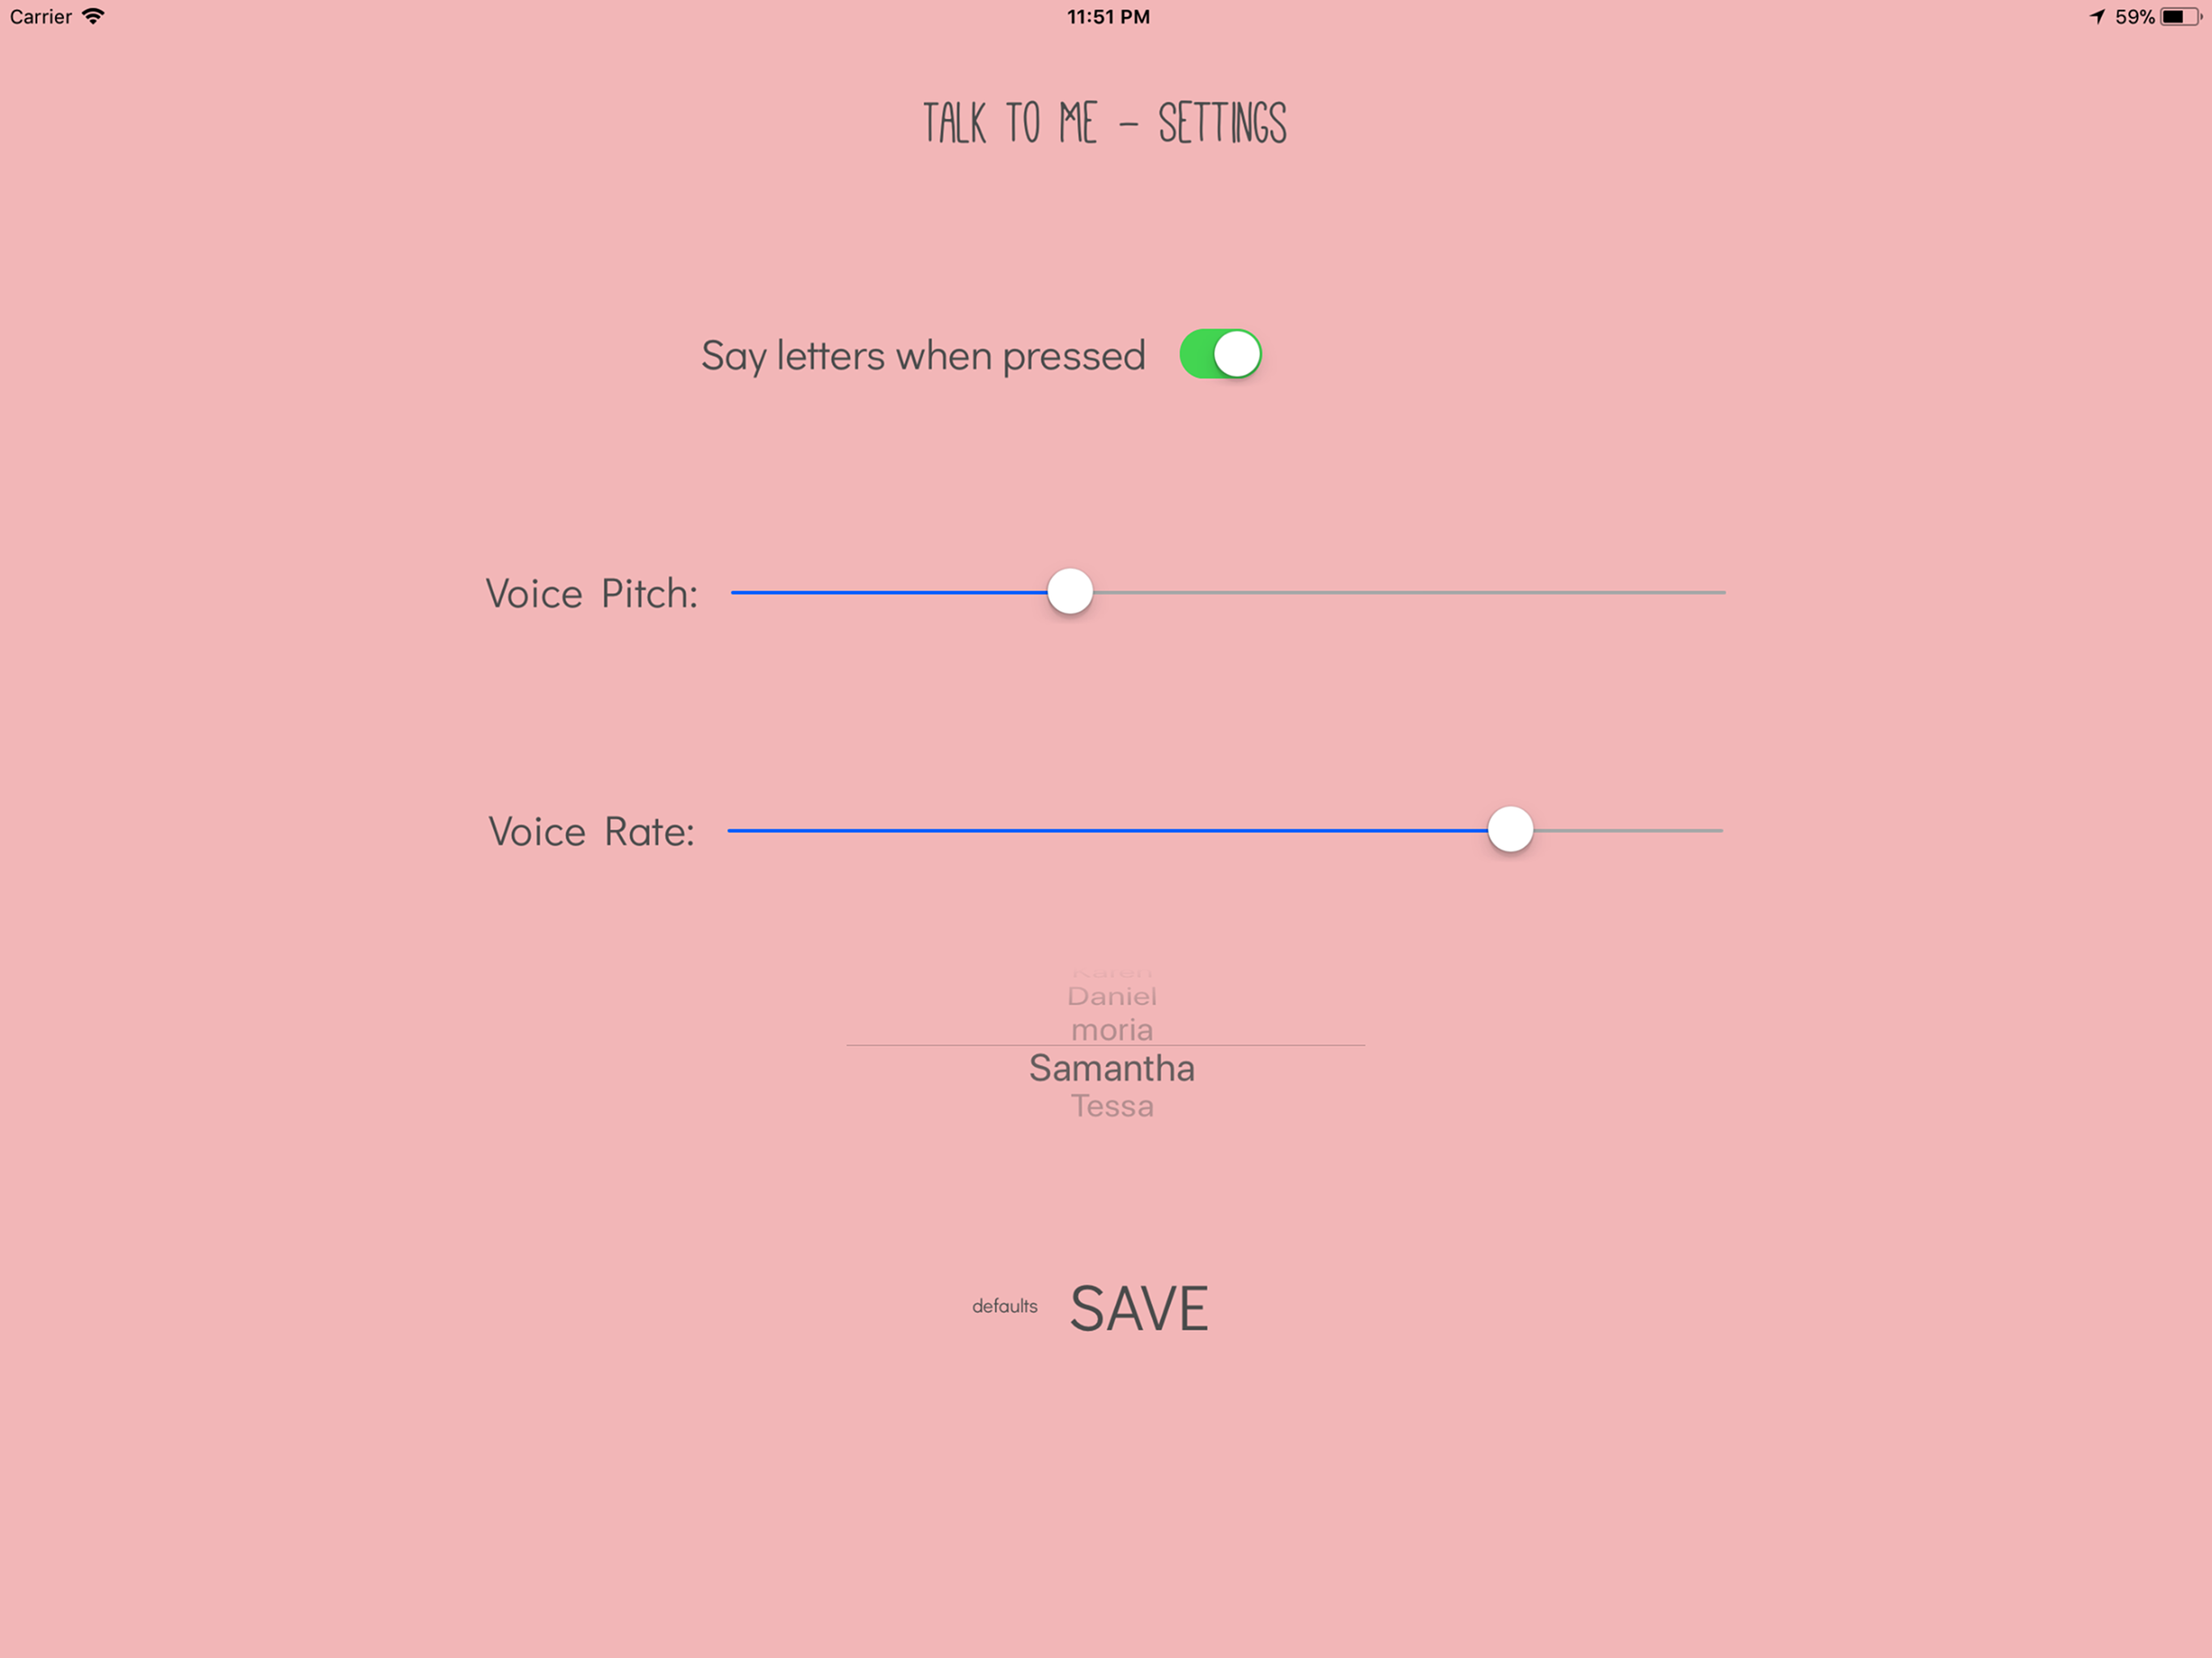 Carrier 11:51 PM 59%
TALK TO ME - SETTINGS
Say letters when pressed
Voice Pitch:
Voice Rate:
Daniel
moria
Samantha
Tessa
defaults SAVE